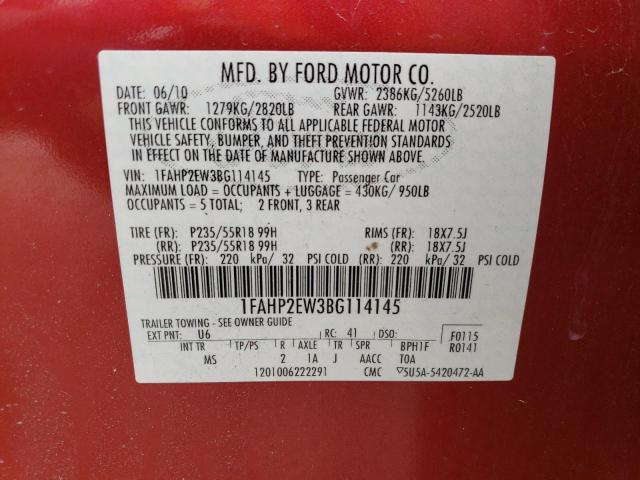 MFD. BY FORD MOTOR CO.
DATE: 06/10 GVWR: 2386KG/5260LB
FRONT GAWR: 1279KG/2820LB REAR GAWR: 1143KG/2520LB
THIS VEHICLE CONFORMS TO ALL APPLICABLE FEDERAL MOTOR
VEHICLE SAFETY, BUMPER, AND THEFT PREVENTION STANDARDS
IN EFFECT ON THE DATE OF MANUFACTURE SHOWN ABOVE.
VIN: 1FAHP2EW3BG114145 TYPE: Passenger Car
MAXIMUM LOAD = OCCUPANTS + LUGGAGE = 430KG/ 950LB
OCCUPANTS = 5 TOTAL; 2 FRONT, 3 REAR
TIRE (FR): P235/55R18 99H RIMS (FR): 18X7.5J
(RR): P235/55R18 99H (RR): 18X7.5J
PRESSURE (FR): 220 kPa/ 32 PSI COLD (RR): 220 kPa/ 32 PSI COLD
1FAHP2EW3BG114145
TRAILER TOWING - SEE OWNER GUIDE
EXT PNT: U6 RC: 41 DSO: F0115
INT TR TP/PS R AXLE TR SPR BPH1F R0141
MS 2 1A J AACC TOA
1201006222291 CMC ▽5U5A-5420472-AA